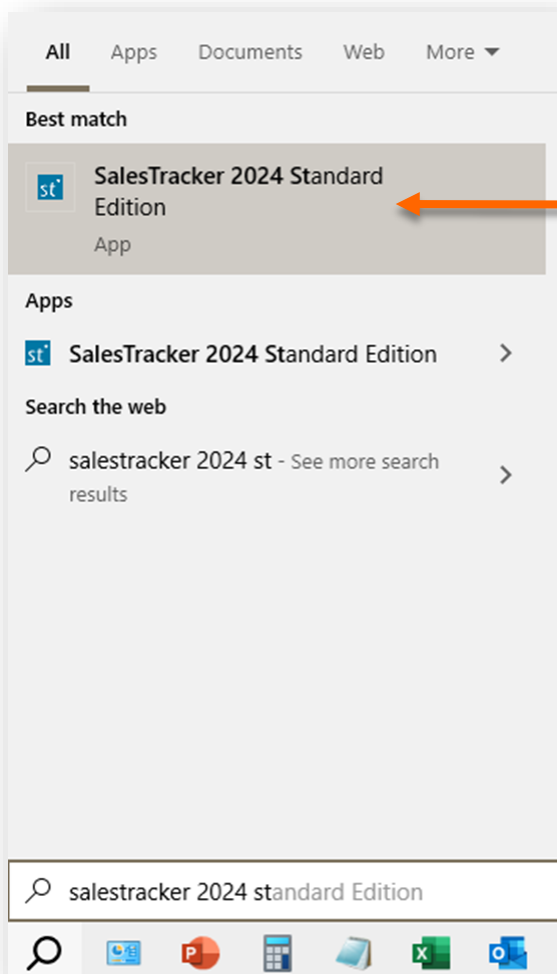 All Apps Documents Web More
Best match
st
SalesTracker 2024 Standard
Edition
App
Apps
st SalesTracker 2024 Standard Edition
Search the web
salestracker 2024 st - See more search
results
salestracker 2024 standard Edition